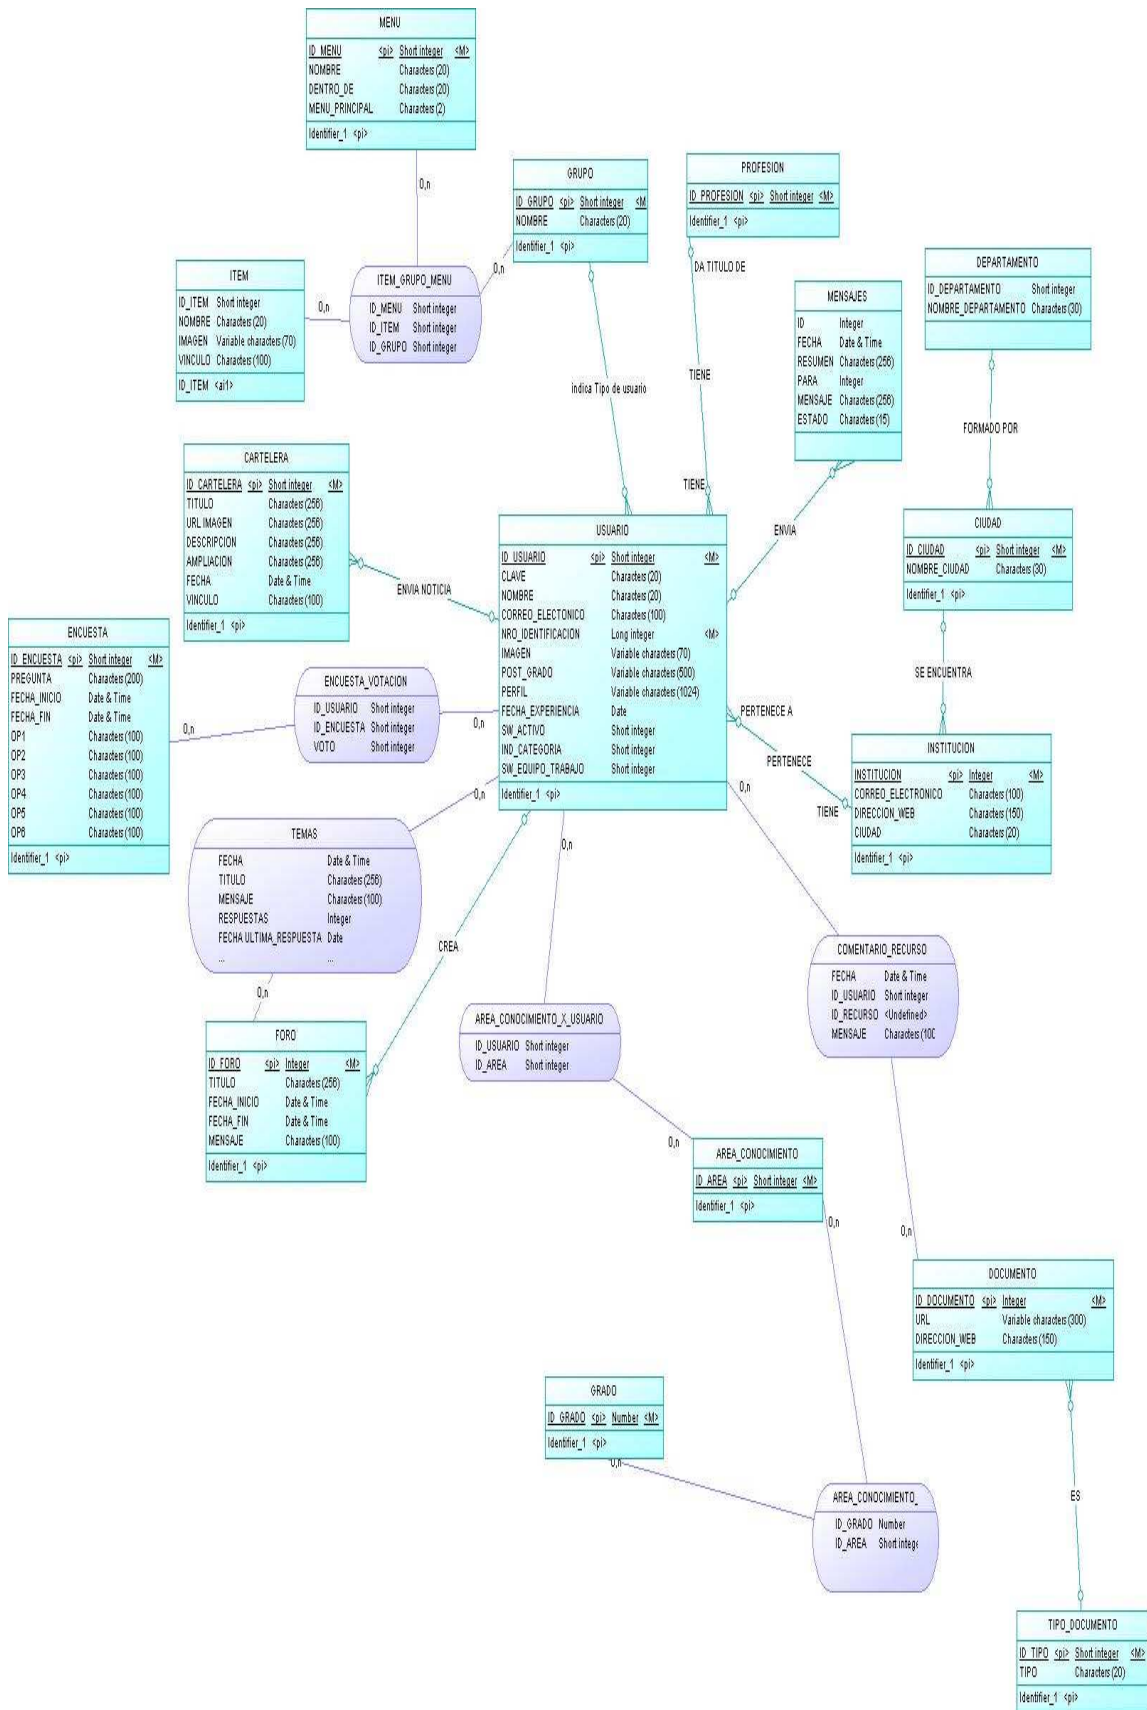 MENU
ID_MENU <pi> Short integer <M>
NOMBRE Characters (20)
DENTRO_DE Characters (20)
MENU_PRINCIPAL Characters (2)
Identifier_1 <pi>
0,n
GRUPO
ID_GRUPO <pi> Short integer <M
NOMBRE Characters (20)
Identifier_1 <pi>
0,n
PROFESION
ID_PROFESION <pi> Short integer <M>
Identifier_1 <pi>
DA TITULO DE
TIENE
TIENE
ITEM
ID_ITEM Short integer
NOMBRE Characters (20)
IMAGEN Variable characters (70)
VINCULO Characters (100)
ID_ITEM <ai1>
0,n
ITEM_GRUPO_MENU
ID_MENU Short integer
ID_ITEM Short integer
ID_GRUPO Short integer
indica Tipo de usuario
MENSAJES
ID Integer
FECHA Date & Time
RESUMEN Characters (256)
PARA Integer
MENSAJE Characters (256)
ESTADO Characters (15)
ENVIA
DEPARTAMENTO
ID_DEPARTAMENTO Short integer
NOMBRE_DEPARTAMENTO Characters (30)
FORMADO POR
CIUDAD
ID_CIUDAD <pi> Short integer <M>
NOMBRE_CIUDAD Characters (30)
Identifier_1 <pi>
SE ENCUENTRA
CARTELERA
ID_CARTELERA <pi> Short integer <M>
TITULO Characters (256)
URL IMAGEN Characters (256)
DESCRIPCION Characters (256)
AMPLIACION Characters (256)
FECHA Date & Time
VINCULO Characters (100)
Identifier_1 <pi>
ENVIA NOTICIA
USUARIO
ID_USUARIO <pi> Short integer <M>
CLAVE Characters (20)
NOMBRE Characters (20)
CORREO_ELECTONICO Characters (100)
NRO_IDENTIFICACION Long integer <M>
IMAGEN Variable characters (70)
POST_GRADO Variable characters (500)
PERFIL Variable characters (1024)
FECHA_EXPERIENCIA Date
SW_ACTIVO Short integer
IND_CATEGORIA Short integer
SW_EQUIPO_TRABAJO Short integer
Identifier_1 <pi>
PERTENECE A
PERTENECE
TIENE
INSTITUCION
INSTITUCION <pi> Integer <M>
CORREO_ELECTRONICO Characters (100)
DIRECCION_WEB Characters (150)
CIUDAD Characters (20)
Identifier_1 <pi>
ENCUESTA
ID_ENCUESTA <pi> Short integer <M>
PREGUNTA Characters (200)
FECHA_INICIO Date & Time
FECHA_FIN Date & Time
OP1 Characters (100)
OP2 Characters (100)
OP3 Characters (100)
OP4 Characters (100)
OP5 Characters (100)
OP6 Characters (100)
Identifier_1 <pi>
0,n
ENCUESTA_VOTACION
ID_USUARIO Short integer
ID_ENCUESTA Short integer
VOTO Short integer
0,n
0,n
0,n
0,n
TEMAS
FECHA Date & Time
TITULO Characters (256)
MENSAJE Characters (100)
RESPUESTAS Integer
FECHA ULTIMA_RESPUESTA Date
... ...
0,n
CREA
FORO
ID_FORO <pi> Integer <M>
TITULO Characters (256)
FECHA_INICIO Date & Time
FECHA_FIN Date & Time
MENSAJE Characters (100)
Identifier_1 <pi>
AREA_CONOCIMIENTO_X_USUARIO
ID_USUARIO Short integer
ID_AREA Short integer
0,n
COMENTARIO_RECURSO
FECHA Date & Time
ID_USUARIO Short integer
ID_RECURSO <Undefined>
MENSAJE Characters (100
0,n
AREA_CONOCIMIENTO
ID_AREA <pi> Short integer <M>
Identifier_1 <pi>
0,n
DOCUMENTO
ID_DOCUMENTO <pi> Integer <M>
URL Variable characters (300)
DIRECCION_WEB Characters (150)
Identifier_1 <pi>
GRADO
ID_GRADO <pi> Number <M>
Identifier_1 <pi>
0,n
AREA_CONOCIMIENTO_
ID_GRADO Number
ID_AREA Short intege
ES
TIPO_DOCUMENTO
ID_TIPO <pi> Short integer <M>
TIPO Characters (20)
Identifier_1 <pi>